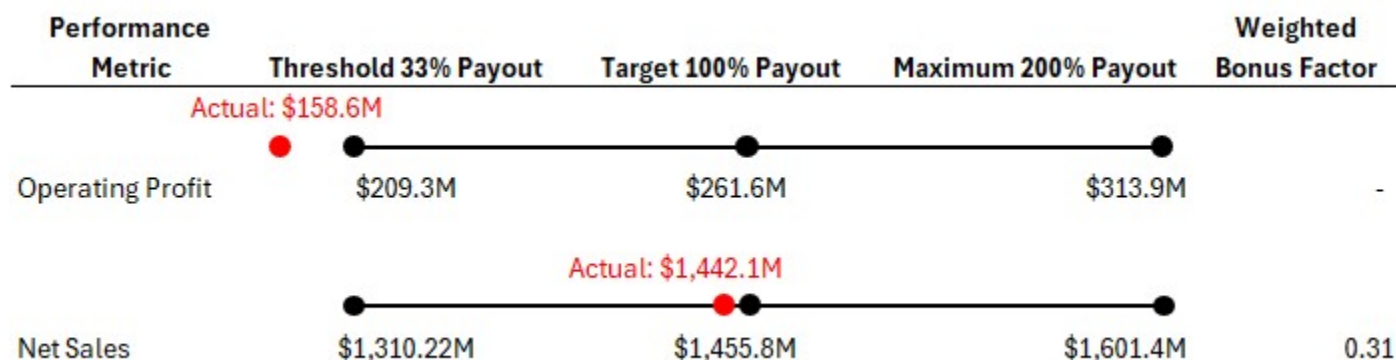 Performance Metric Threshold 33% Payout Target 100% Payout Maximum 200% Payout Weighted Bonus Factor
Actual: $158.6M
Operating Profit $209.3M $261.6M $313.9M -
Actual: $1,442.1M
Net Sales $1,310.22M $1,455.8M $1,601.4M 0.31